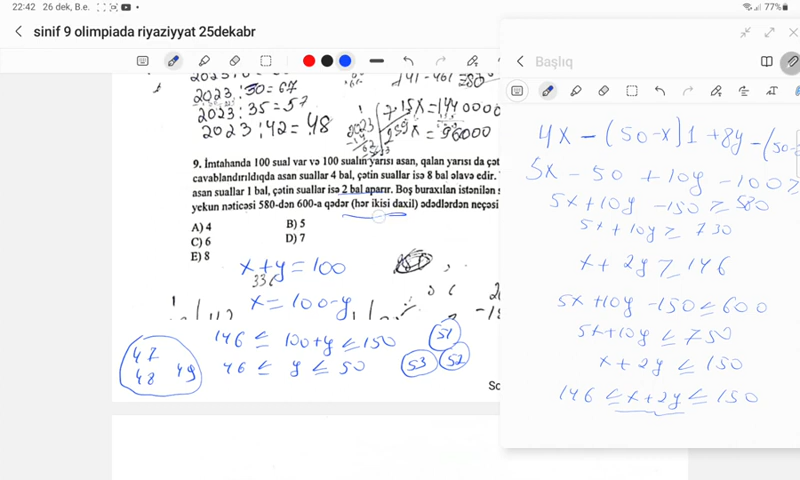 22:42 26 dek, B.e.
77%
sinif 9 olimpiada riyaziyyat 25dekabr
2023:30=67
2023:35=57
2023:42=48
715x=1440000
259x=96000
9. İmtahanda 100 sual var və 100 sualın yarısı asan, qalan yarısı da çət
cavablandırıldıqda asan suallar 4 bal, çətin suallar isə 8 bal əlavə edir.
asan suallar 1 bal, çətin suallar isə 2 bal aparır. Boş buraxılan istənilən s
yekun nəticəsi 580-dən 600-a qədər (hər ikisi daxil) ədədlərdən neçəsi
A) 4
B) 5
C) 6
D) 7
E) 8
x+y=100
336
x=100-y
146 ≤ 100+y ≤ 150
46 ≤ y ≤ 50
47
48 49
51
53 52
Sc
Başlıq
4x-(50-x)1+8y-(50-
5x-50+10y-100≥
5x+10y-150≥580
5x+10y≥730
x+2y≥146
5x+10y-150≤600
5x+10y≤750
x+2y≤150
146≤x+2y≤150